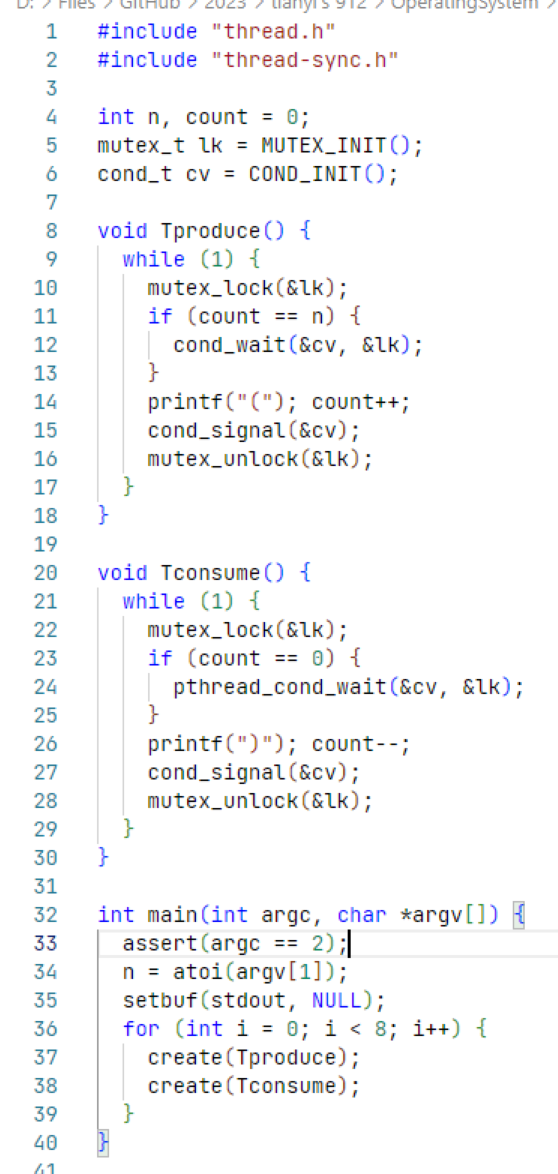 D: > Files > GitHub > 2023 > tianyi's 912 > OperatingSystem >
1 #include "thread.h"
2 #include "thread-sync.h"
3
4 int n, count = 0;
5 mutex_t lk = MUTEX_INIT();
6 cond_t cv = COND_INIT();
7
8 void Tproduce() {
9   while (1) {
10     mutex_lock(&lk);
11     if (count == n) {
12       cond_wait(&cv, &lk);
13     }
14     printf("("); count++;
15     cond_signal(&cv);
16     mutex_unlock(&lk);
17   }
18 }
19
20 void Tconsume() {
21   while (1) {
22     mutex_lock(&lk);
23     if (count == 0) {
24       pthread_cond_wait(&cv, &lk);
25     }
26     printf(")"); count--;
27     cond_signal(&cv);
28     mutex_unlock(&lk);
29   }
30 }
31
32 int main(int argc, char *argv[]) {
33   assert(argc == 2);
34   n = atoi(argv[1]);
35   setbuf(stdout, NULL);
36   for (int i = 0; i < 8; i++) {
37     create(Tproduce);
38     create(Tconsume);
39   }
40 }
41